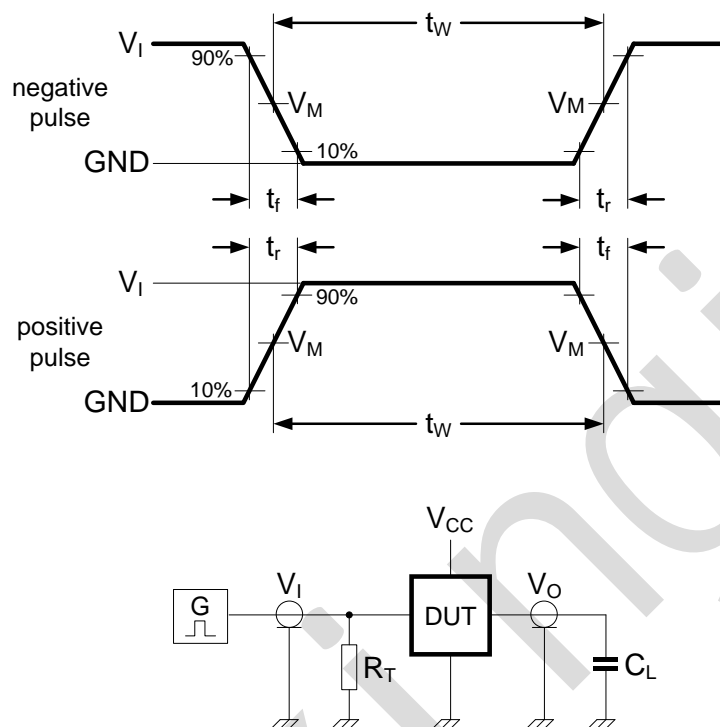 V_I
90%
t_W
negative
pulse
V_M
V_M
GND
10%
t_f
t_r
t_r
t_f
V_I
90%
positive
pulse
V_M
V_M
10%
GND
t_W
V_CC
G
V_I
DUT
V_O
R_T
C_L